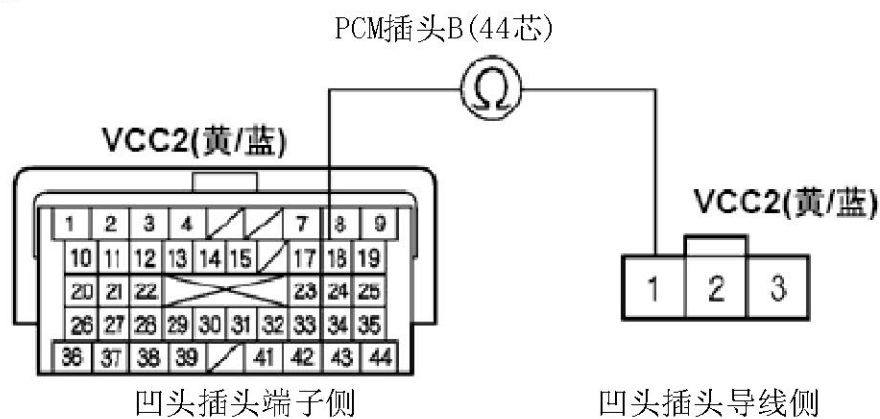 PCM插头B(44芯)
VCC2(黄/蓝)
VCC2(黄/蓝)
1 2 3 4 7 8 9
10 11 12 13 14 15 17 18 19
20 21 22 23 24 25
26 27 28 29 30 31 32 33 34 35
36 37 38 39 41 42 43 44
Ω
1 2 3
凹头插头端子侧
凹头插头导线侧